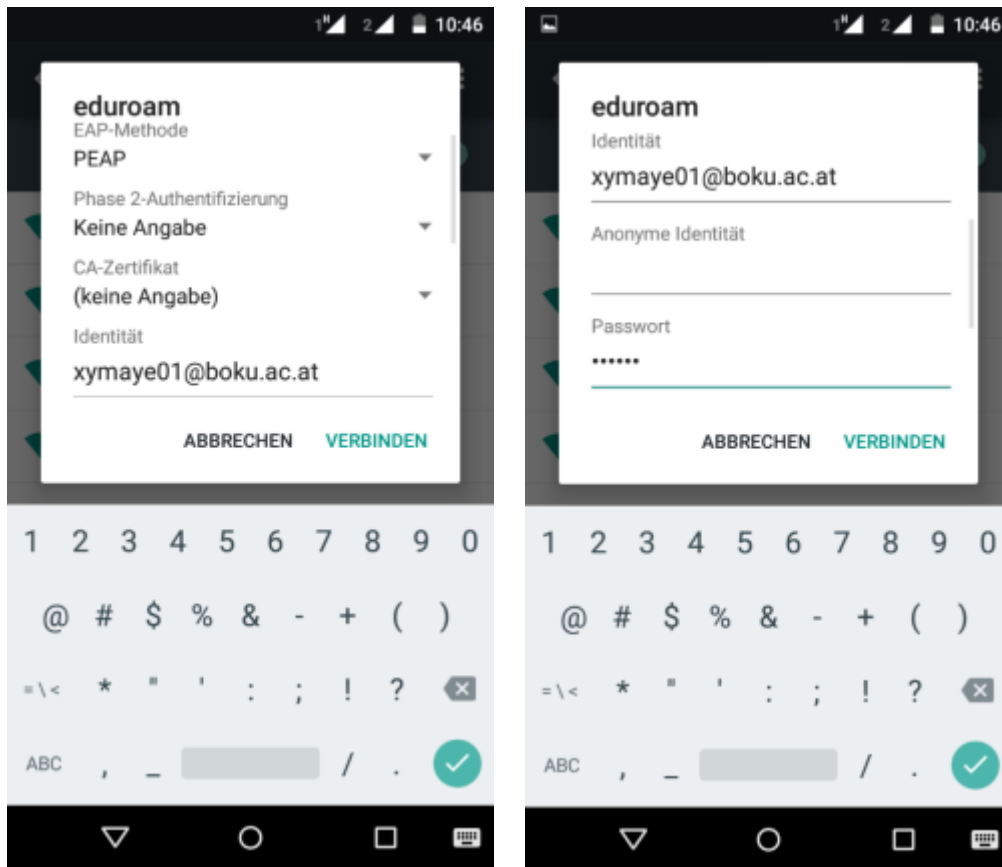 1 H 2 10:46
eduroam
EAP-Methode
PEAP
Phase 2-Authentifizierung
Keine Angabe
CA-Zertifikat
(keine Angabe)
Identität
xymaye01@boku.ac.at
ABBRECHEN VERBINDEN
1 2 3 4 5 6 7 8 9 0
@ # $ % & - + ( )
= \ < * " ' : ; ! ?
ABC , _ / .
1 H 2 10:46
eduroam
Identität
xymaye01@boku.ac.at
Anonyme Identität
Passwort
••••••
ABBRECHEN VERBINDEN
1 2 3 4 5 6 7 8 9 0
@ # $ % & - + ( )
= \ < * " ' : ; ! ?
ABC , _ / .